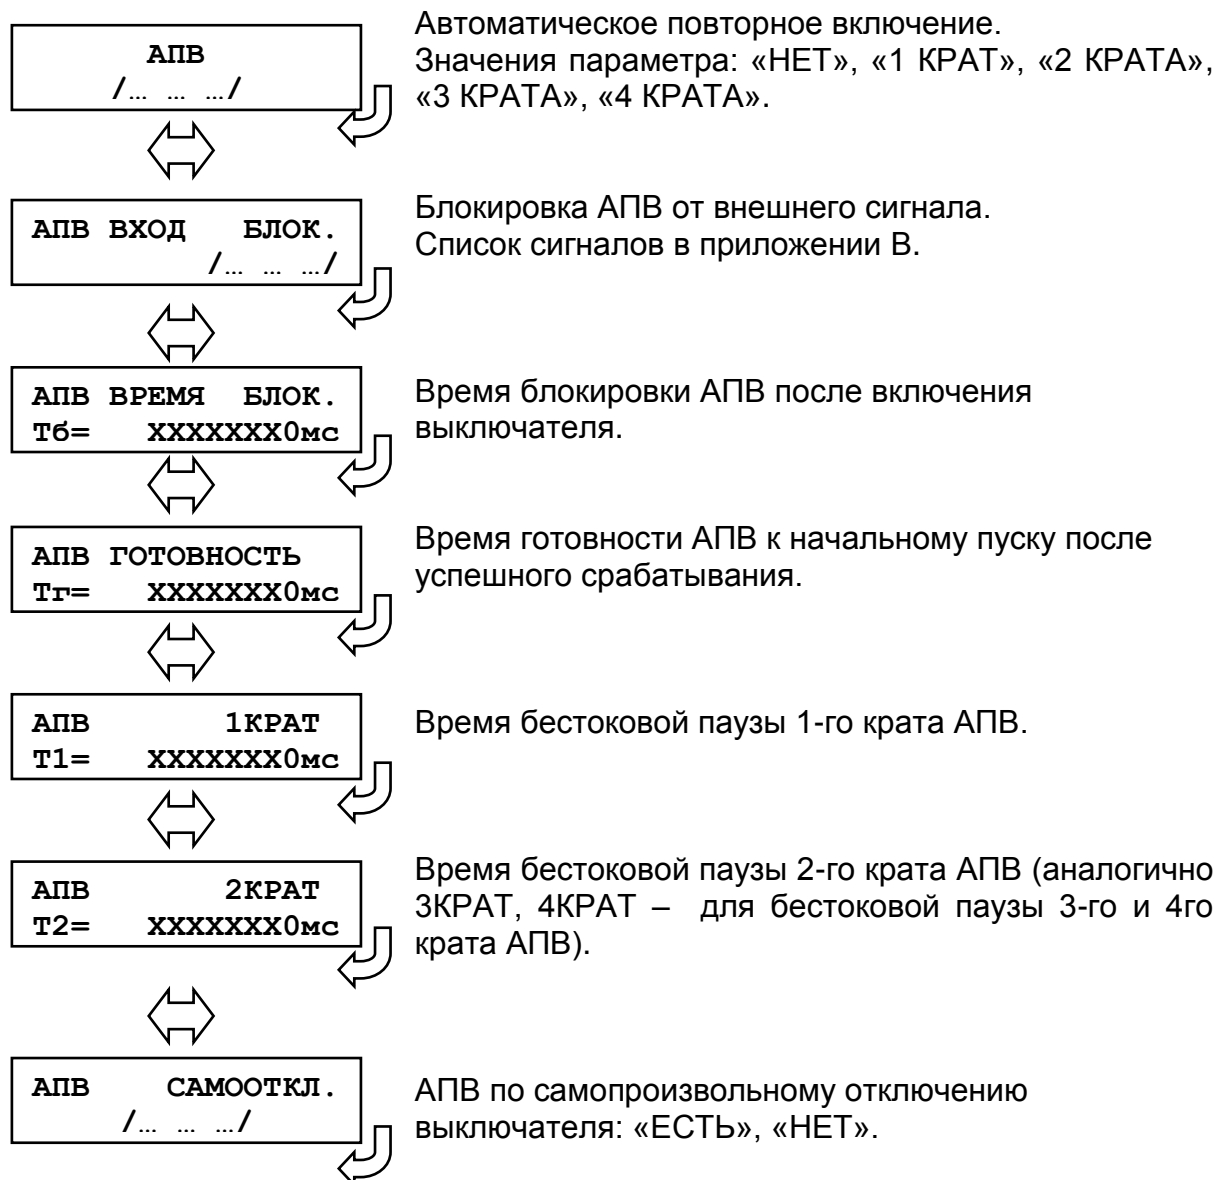 АПВ
/… … …/
Автоматическое повторное включение.
Значения параметра: «НЕТ», «1 КРАТ», «2 КРАТА»,
«3 КРАТА», «4 КРАТА».
АПВ ВХОД БЛОК.
/… … …/
Блокировка АПВ от внешнего сигнала.
Список сигналов в приложении В.
АПВ ВРЕМЯ БЛОК.
Тб= XXXXXXX0мс
Время блокировки АПВ после включения
выключателя.
АПВ ГОТОВНОСТЬ
Тг= XXXXXXX0мс
Время готовности АПВ к начальному пуску после
успешного срабатывания.
АПВ 1КРАТ
Т1= XXXXXXX0мс
Время бестоковой паузы 1-го крата АПВ.
АПВ 2КРАТ
Т2= XXXXXXX0мс
Время бестоковой паузы 2-го крата АПВ (аналогично
3КРАТ, 4КРАТ – для бестоковой паузы 3-го и 4го
крата АПВ).
АПВ САМООТКЛ.
/… … …/
АПВ по самопроизвольному отключению
выключателя: «ЕСТЬ», «НЕТ».